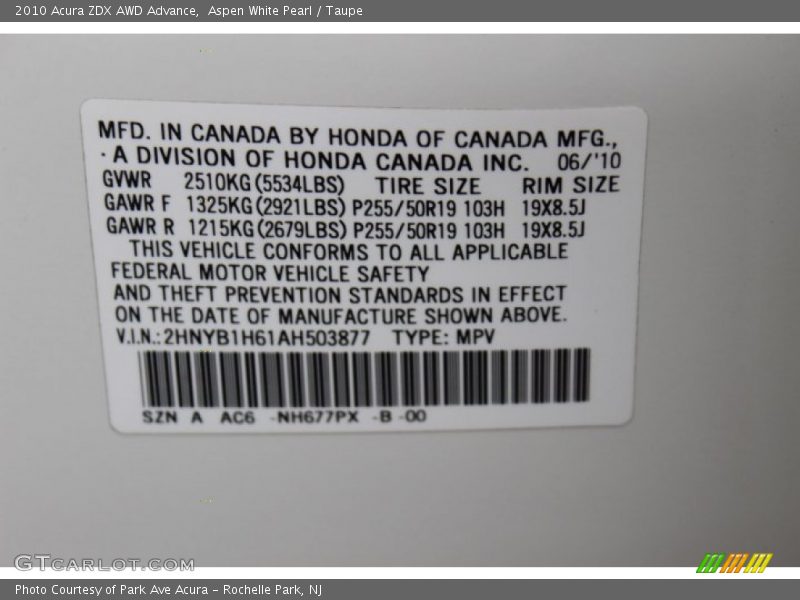 2010 Acura ZDX AWD Advance,  Aspen White Pearl / Taupe
MFD. IN CANADA BY HONDA OF CANADA MFG.,
· A DIVISION OF HONDA CANADA INC. 06/'10
GVWR 2510KG(5534LBS) TIRE SIZE RIM SIZE
GAWR F 1325KG(2921LBS) P255/50R19 103H 19X8.5J
GAWR R 1215KG(2679LBS) P255/50R19 103H 19X8.5J
THIS VEHICLE CONFORMS TO ALL APPLICABLE
FEDERAL MOTOR VEHICLE SAFETY
AND THEFT PREVENTION STANDARDS IN EFFECT
ON THE DATE OF MANUFACTURE SHOWN ABOVE.
V.I.N.:2HNYB1H61AH503877 TYPE: MPV
SZN A AC6 -NH677PX -B -00
GTCARLOT.COM
Photo Courtesy of Park Ave Acura - Rochelle Park, NJ